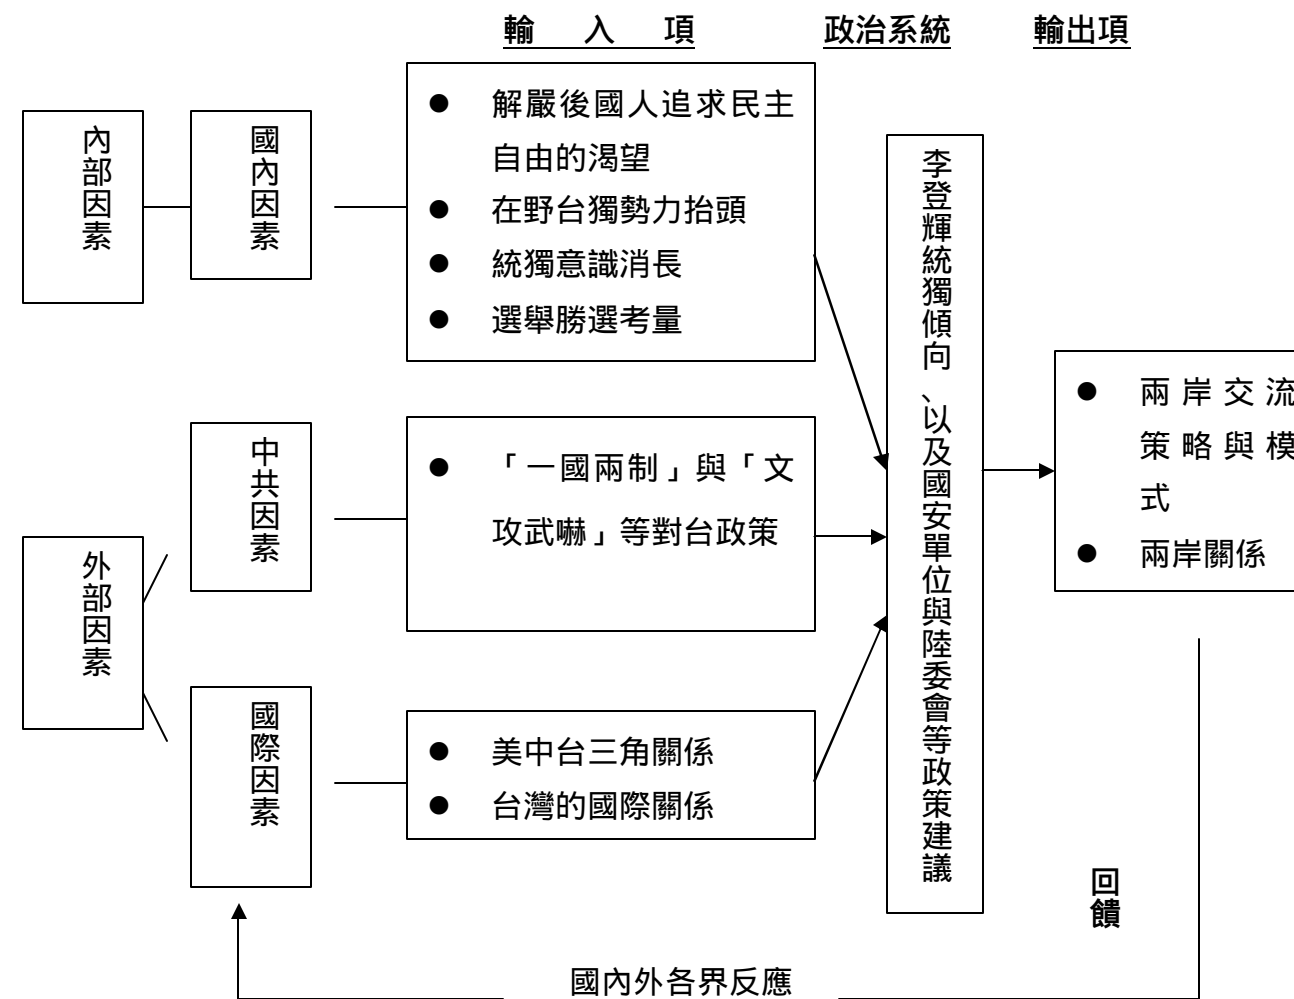 輸入項 政治系統 輸出項
內部因素
國內因素
● 解嚴後國人追求民主
自由的渴望
● 在野台獨勢力抬頭
● 統獨意識消長
● 選舉勝選考量
外部因素
中共因素
● 「一國兩制」與「文
攻武嚇」等對台政策
國際因素
● 美中台三角關係
● 台灣的國際關係
李登輝統獨傾向、以及國安單位與陸委會等政策建議
● 兩岸交流
策略與模
式
● 兩岸關係
回饋
國內外各界反應